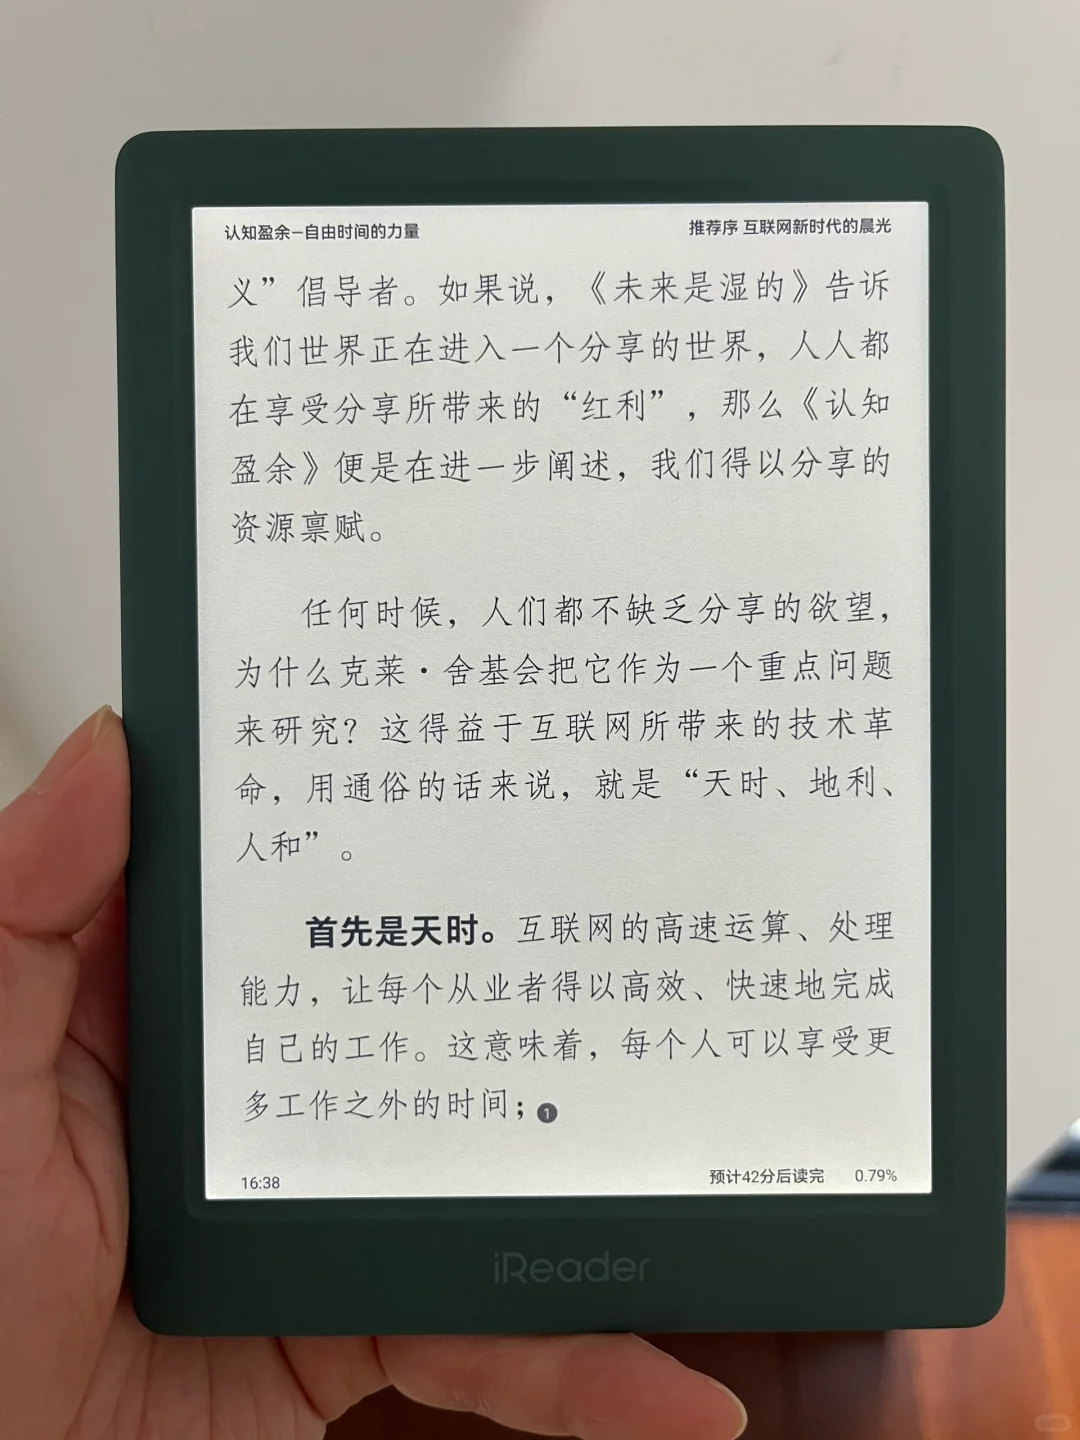 认知盈余-自由时间的力量
推荐序 互联网新时代的晨光
义”倡导者。如果说，《未来是湿的》告诉
我们世界正在进入一个分享的世界，人人都
在享受分享所带来的“红利”，那么《认知
盈余》便是在进一步阐述，我们得以分享的
资源禀赋。
任何时候，人们都不缺乏分享的欲望，
为什么克莱·舍基会把它作为一个重点问题
来研究？这得益于互联网所带来的技术革
命，用通俗的话来说，就是“天时、地利、
人和”。
首先是天时。互联网的高速运算、处理
能力，让每个从业者得以高效、快速地完成
自己的工作。这意味着，每个人可以享受更
多工作之外的时间；1
16:38
预计42分后读完 0.79%
iReader
小红书